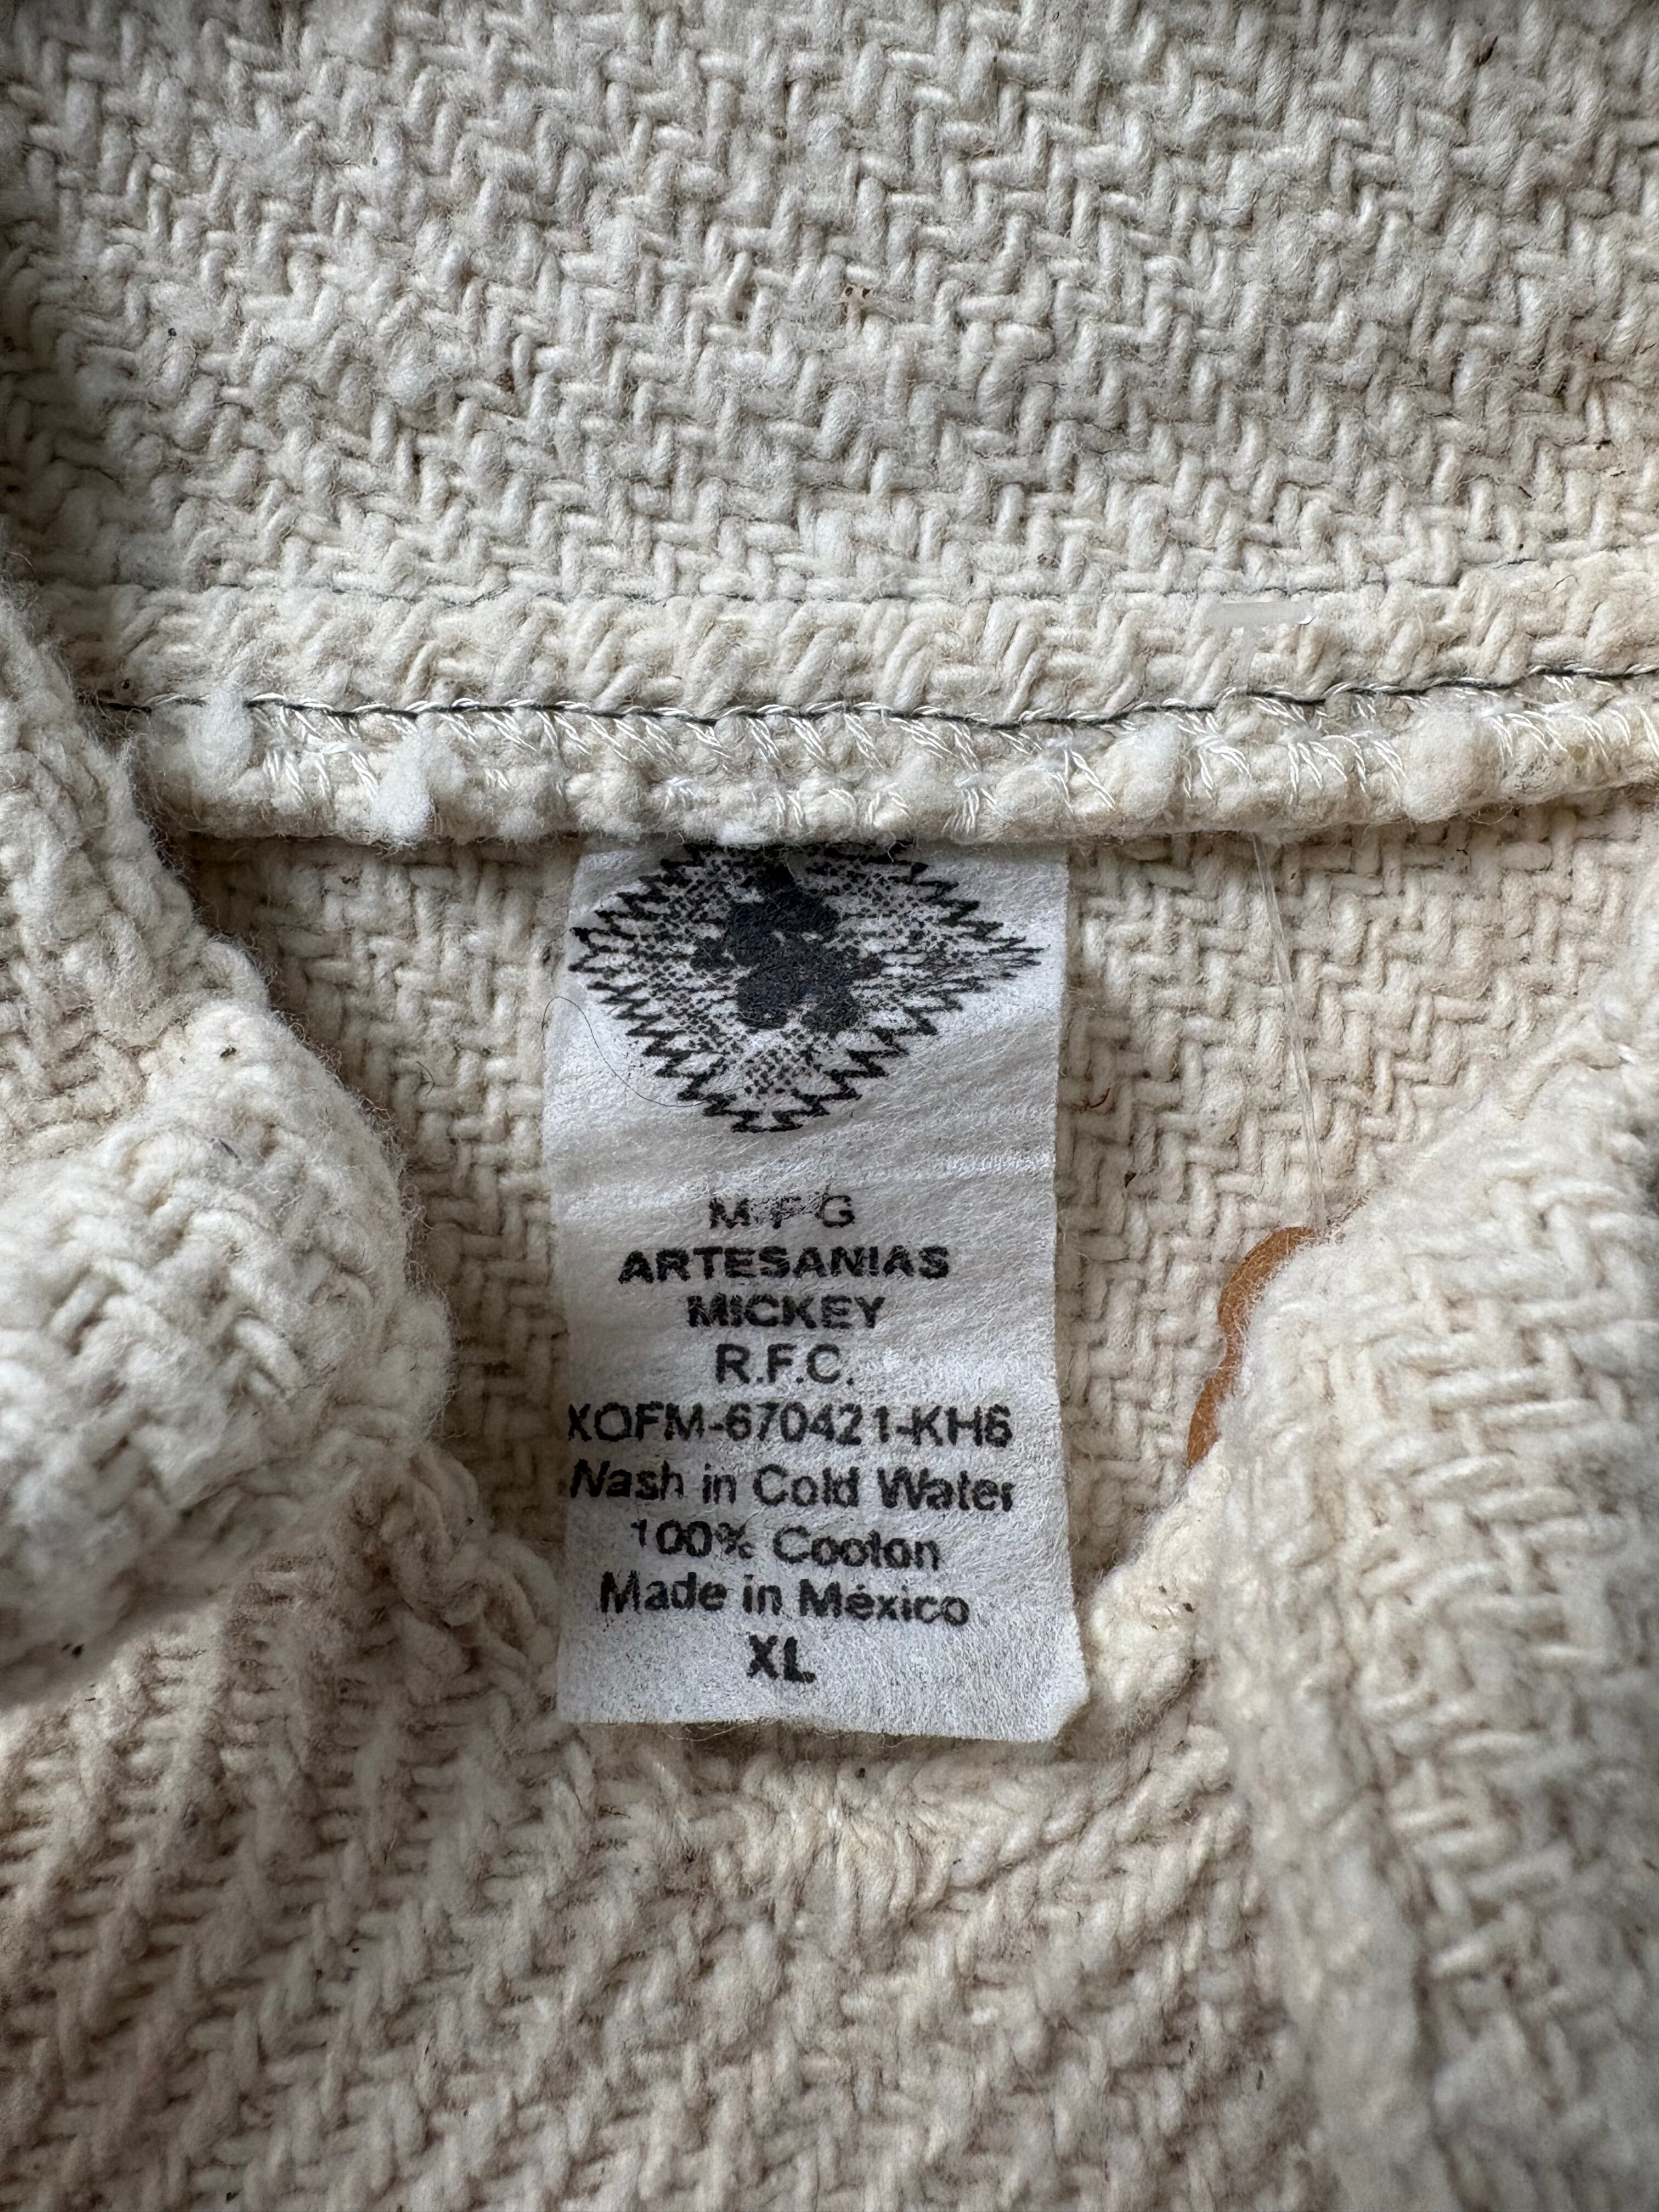 M F G
ARTESANIAS
MICKEY
R.F.C.
XOFM-670421-KH6
Wash in Cold Water
100% Cooton
Made in México
XL